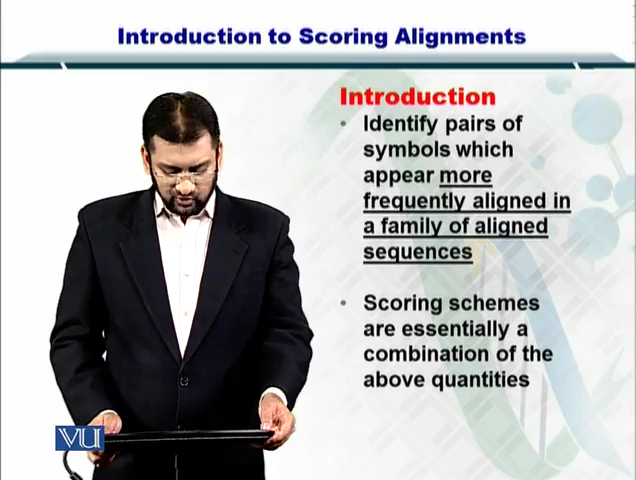 Introduction to Scoring Alignments
Introduction
• Identify pairs of
symbols which
appear more
frequently aligned in
a family of aligned
sequences
• Scoring schemes
are essentially a
combination of the
above quantities
VU